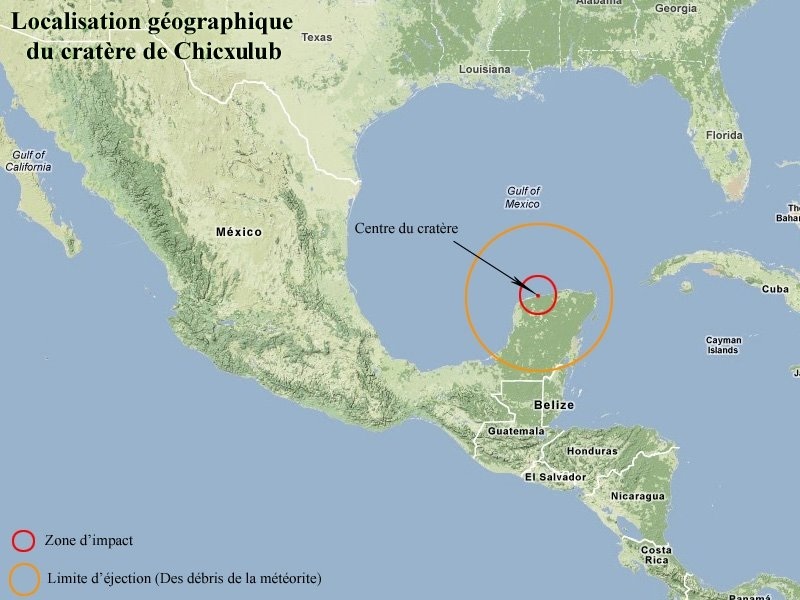 Localisation géographique
du cratère de Chicxulub
Alabama
Georgia
Texas
Louisiana
Florida
Gulf of
California
Gulf of
Mexico
The
Baham
México
Centre du cratère
Cuba
Cayman
Islands
Ja
Belize
Guatemala
Honduras
El Salvador
Nicaragua
Zone d’impact
Costa
Rica
Limite d’éjection (Des débris de la météorite)
Panamá